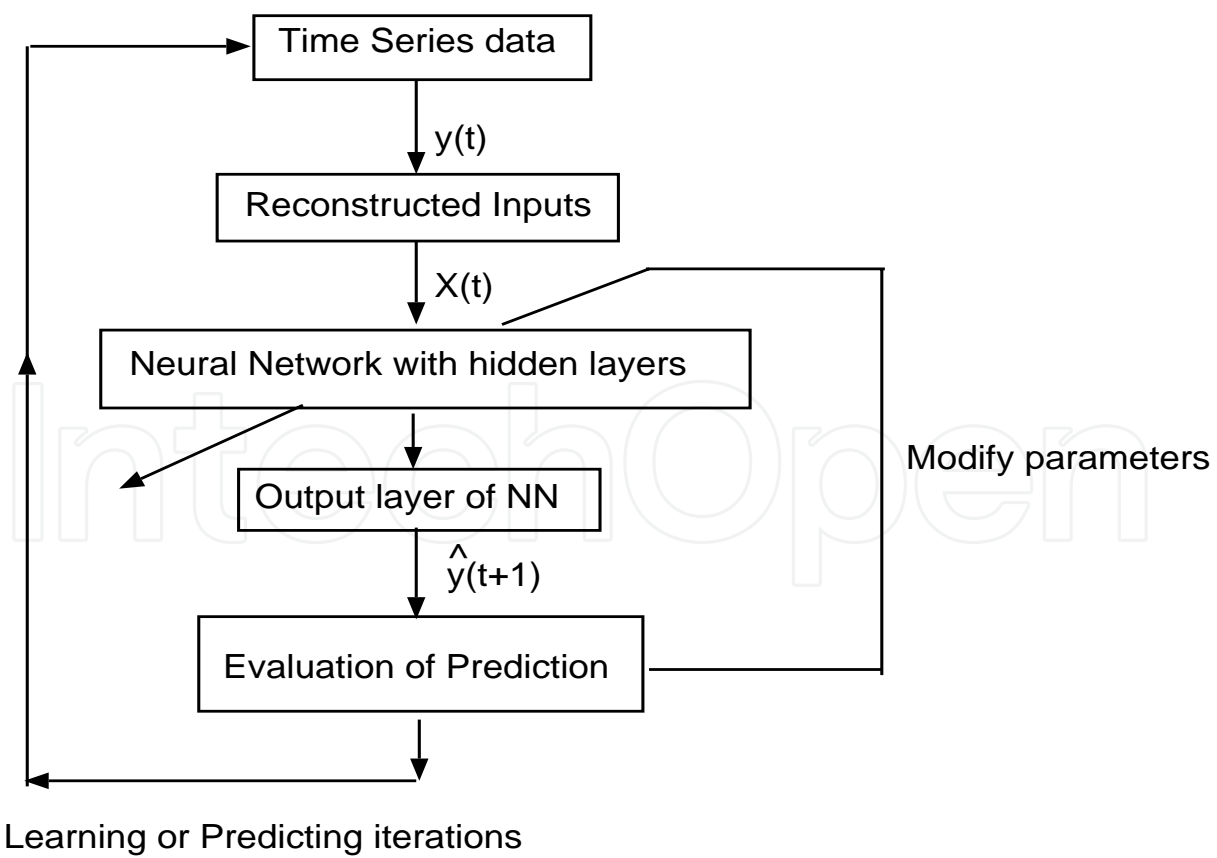 Time Series data
y(t)
Reconstructed Inputs
X(t)
Neural Network with hidden layers
IntechOpen
Modify parameters
Output layer of NN
ŷ(t+1)
Evaluation of Prediction
Learning or Predicting iterations